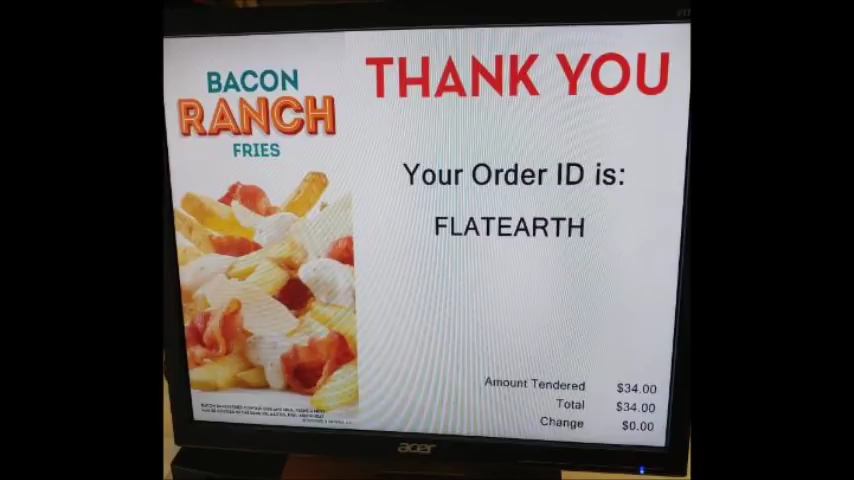 BACON
RANCH
FRIES
THANK YOU
Your Order ID is:
FLATEARTH
Amount Tendered $34.00
Total $34.00
Change $0.00
acer